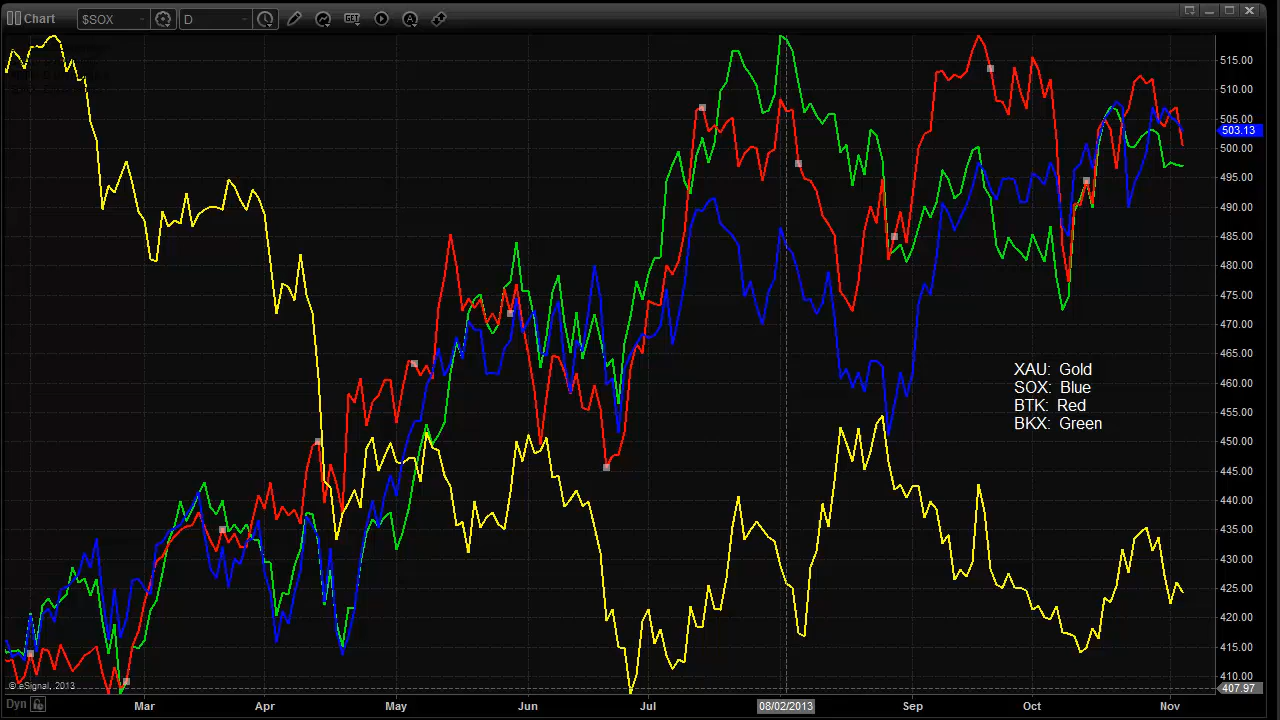 Chart
$SOX
D
GET
A
515.00
510.00
505.00
503.13
500.00
495.00
490.00
485.00
480.00
475.00
470.00
465.00
460.00
455.00
450.00
445.00
440.00
435.00
430.00
425.00
420.00
415.00
410.00
407.97
XAU: Gold
SOX: Blue
BTK: Red
BKX: Green
© eSignal, 2013
Dyn
Mar
Apr
May
Jun
Jul
08/02/2013
Sep
Oct
Nov